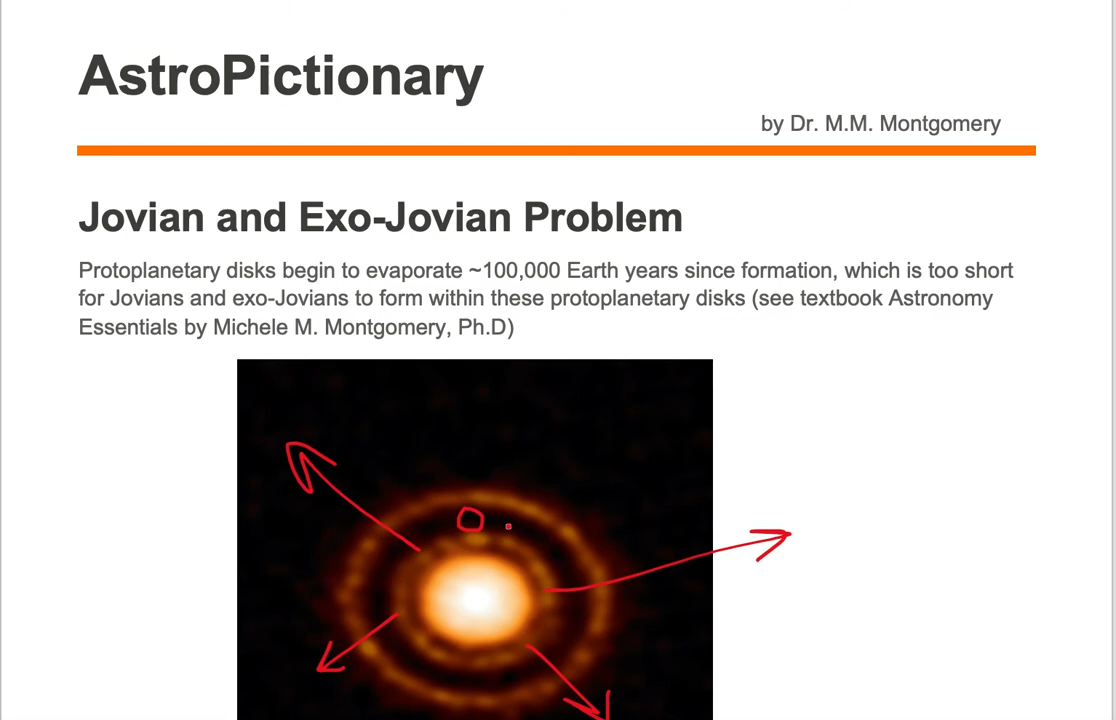 AstroPictionary
by Dr. M.M. Montgomery
Jovian and Exo-Jovian Problem
Protoplanetary disks begin to evaporate ~100,000 Earth years since formation, which is too short
for Jovians and exo-Jovians to form within these protoplanetary disks (see textbook Astronomy
Essentials by Michele M. Montgomery, Ph.D)